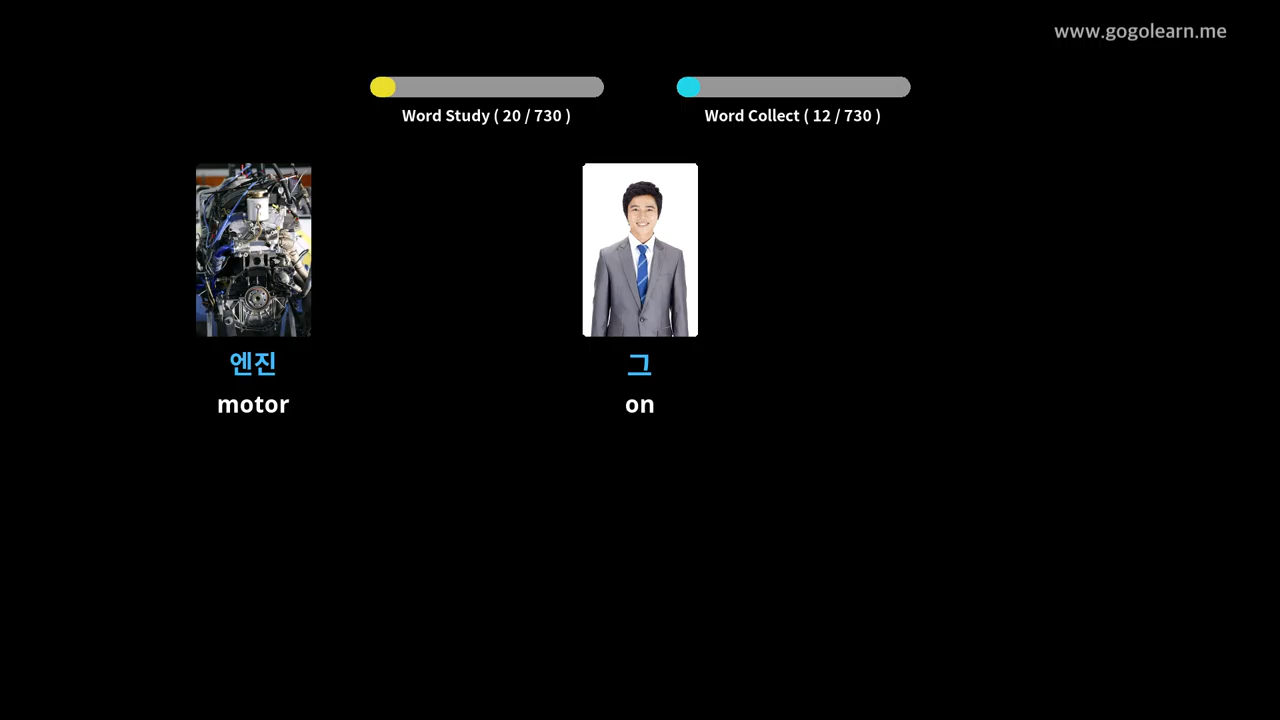 www.gogolearn.me
Word Study ( 20 / 730 )
Word Collect ( 12 / 730 )
엔진
motor
그
on